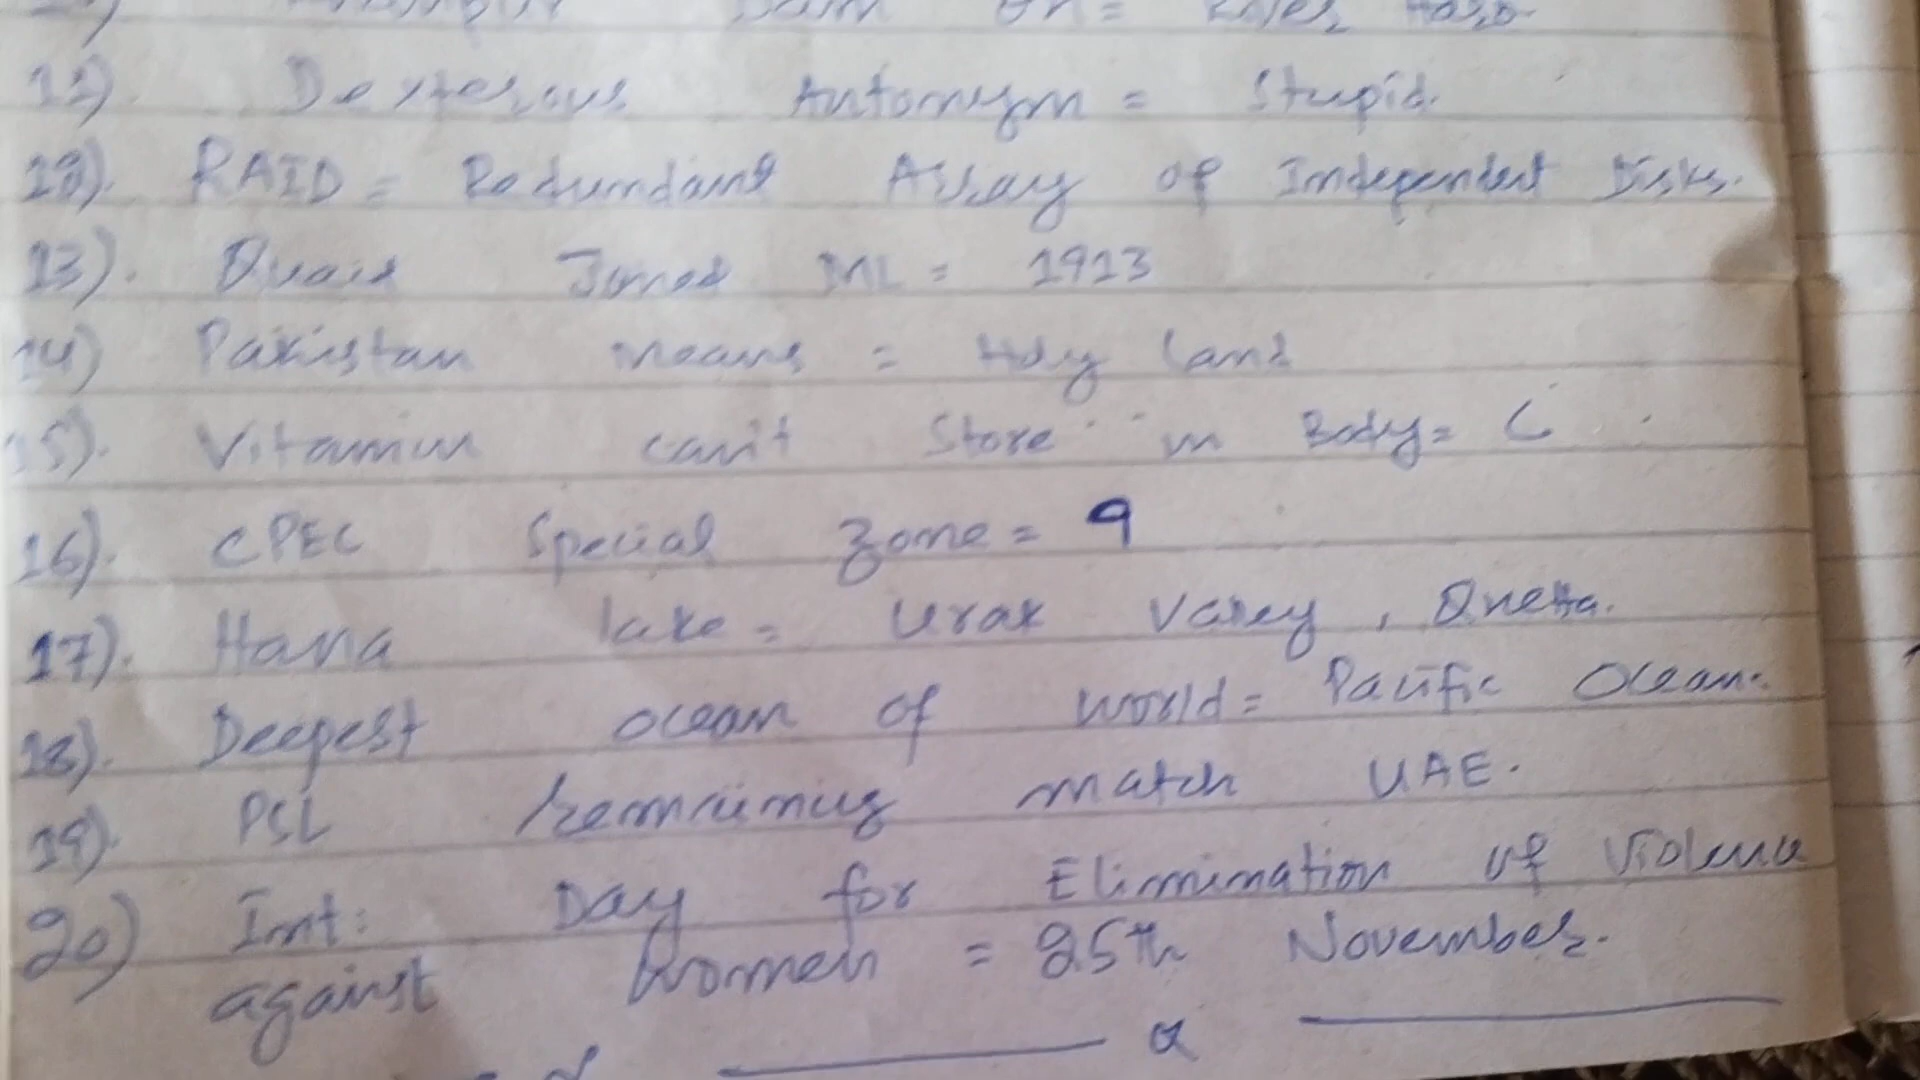 Dam on = River
11) Dexterous Antonym = Stupid.
12). RAID = Redundant Array of Independent Disks.
13). Quaid Joined ML = 1913
14) Pakistan means = Holy Land
15). Vitamin can't Store in Body = C
16). CPEC Special Zone = 9
17). Hana lake = Urak Valley, Quetta.
18). Deepest ocean of world = Pacific Ocean.
19). PSL remaining match UAE.
20) Int: Day for Elimination of Violence
against Women = 25th November.